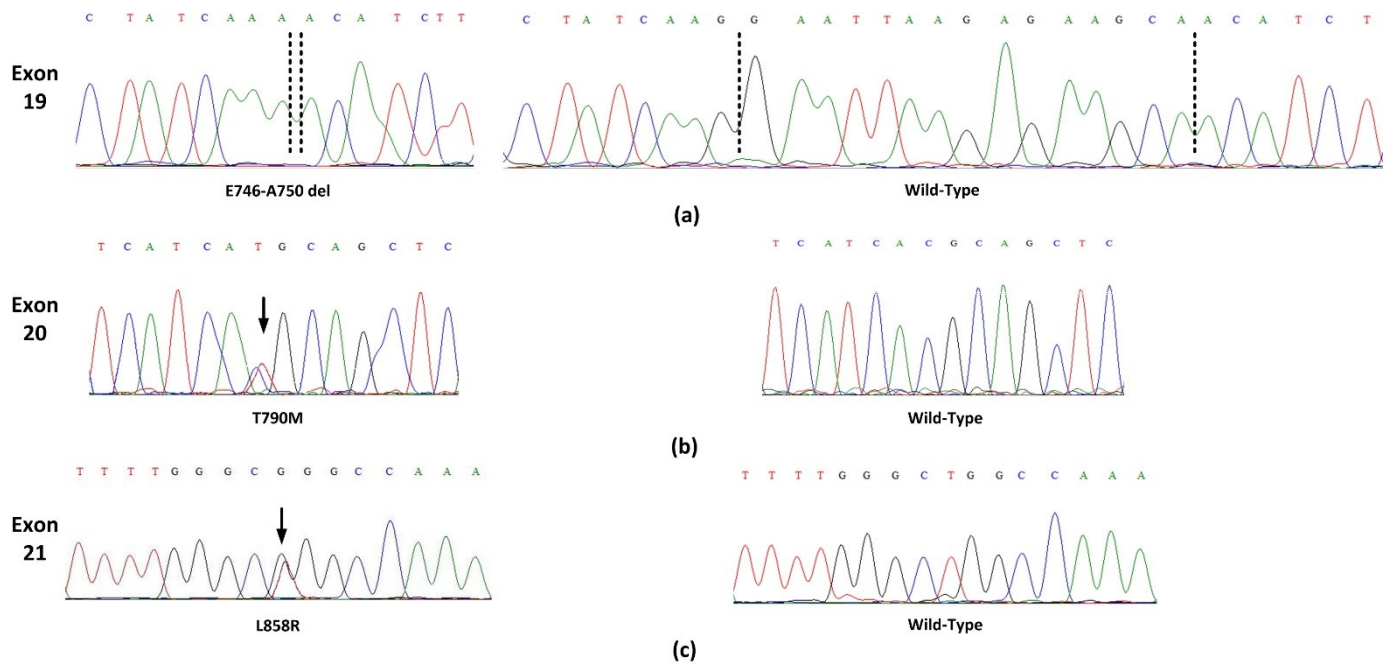 C T A T C A A A A C A T C T T
C T A T C A A G G A A T T A A G A G A A G C A A C A T C T
Exon
19
E746-A750 del
Wild-Type
(a)
T C A T C A T G C A G C T C
T C A T C A C G C A G C T C
Exon
20
T790M
Wild-Type
(b)
T T T T G G G C G G G C C A A A
T T T T G G G C T G G C C A A A
Exon
21
L858R
Wild-Type
(c)